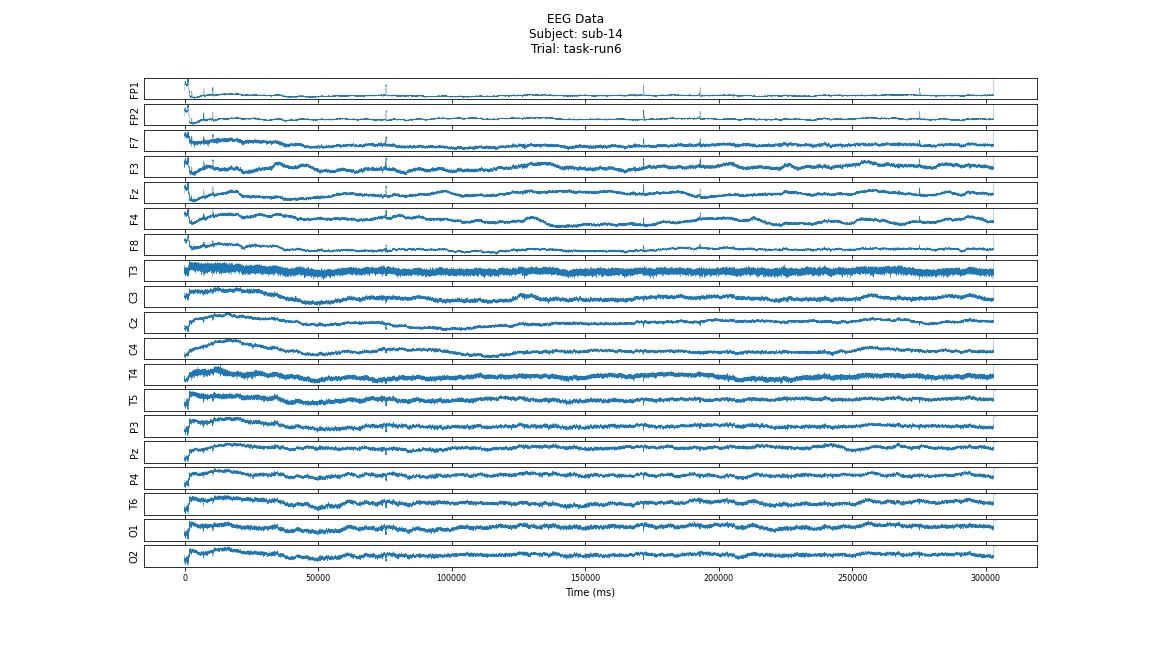 EEG Data
Subject: sub-14
Trial: task-run6
FP1
FP2
F7
F3
Fz
F4
F8
T3
C3
Cz
C4
T4
T5
P3
Pz
P4
T6
O1
O2
0 50000 100000 150000 200000 250000 300000
Time (ms)